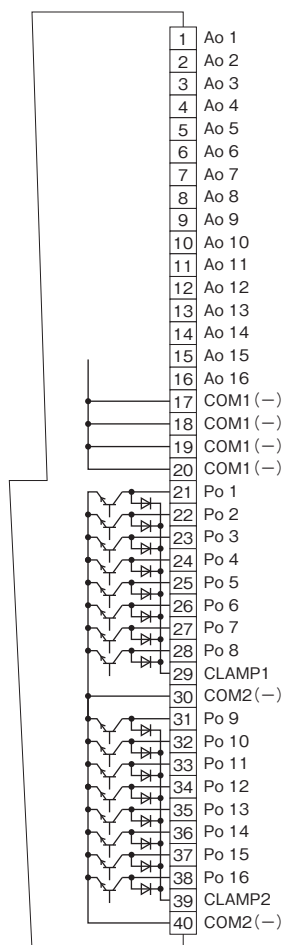 1 Ao 1
2 Ao 2
3 Ao 3
4 Ao 4
5 Ao 5
6 Ao 6
7 Ao 7
8 Ao 8
9 Ao 9
10 Ao 10
11 Ao 11
12 Ao 12
13 Ao 13
14 Ao 14
15 Ao 15
16 Ao 16
17 COM1(－)
18 COM1(－)
19 COM1(－)
20 COM1(－)
21 Po 1
22 Po 2
23 Po 3
24 Po 4
25 Po 5
26 Po 6
27 Po 7
28 Po 8
29 CLAMP1
30 COM2(－)
31 Po 9
32 Po 10
33 Po 11
34 Po 12
35 Po 13
36 Po 14
37 Po 15
38 Po 16
39 CLAMP2
40 COM2(－)